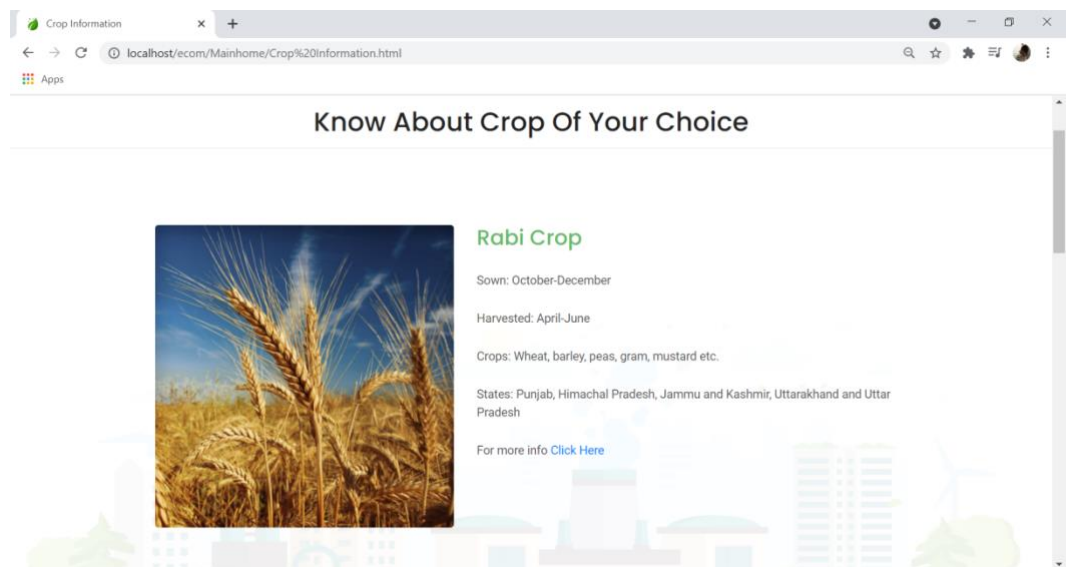 Crop Information
localhost/ecom/Mainhome/Crop%20Information.html
Apps
Know About Crop Of Your Choice
Rabi Crop
Sown: October-December
Harvested: April-June
Crops: Wheat, barley, peas, gram, mustard etc.
States: Punjab, Himachal Pradesh, Jammu and Kashmir, Uttarakhand and Uttar
Pradesh
For more info Click Here